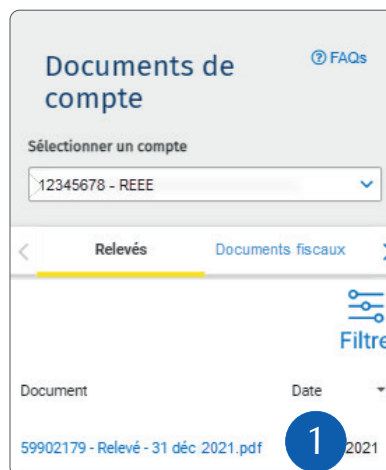 Documents de
compte
FAQs
Sélectionner un compte
12345678 - REEE
Relevés
Documents fiscaux
Filtre
Document
Date
59902179 - Relevé - 31 déc 2021.pdf
1
2021